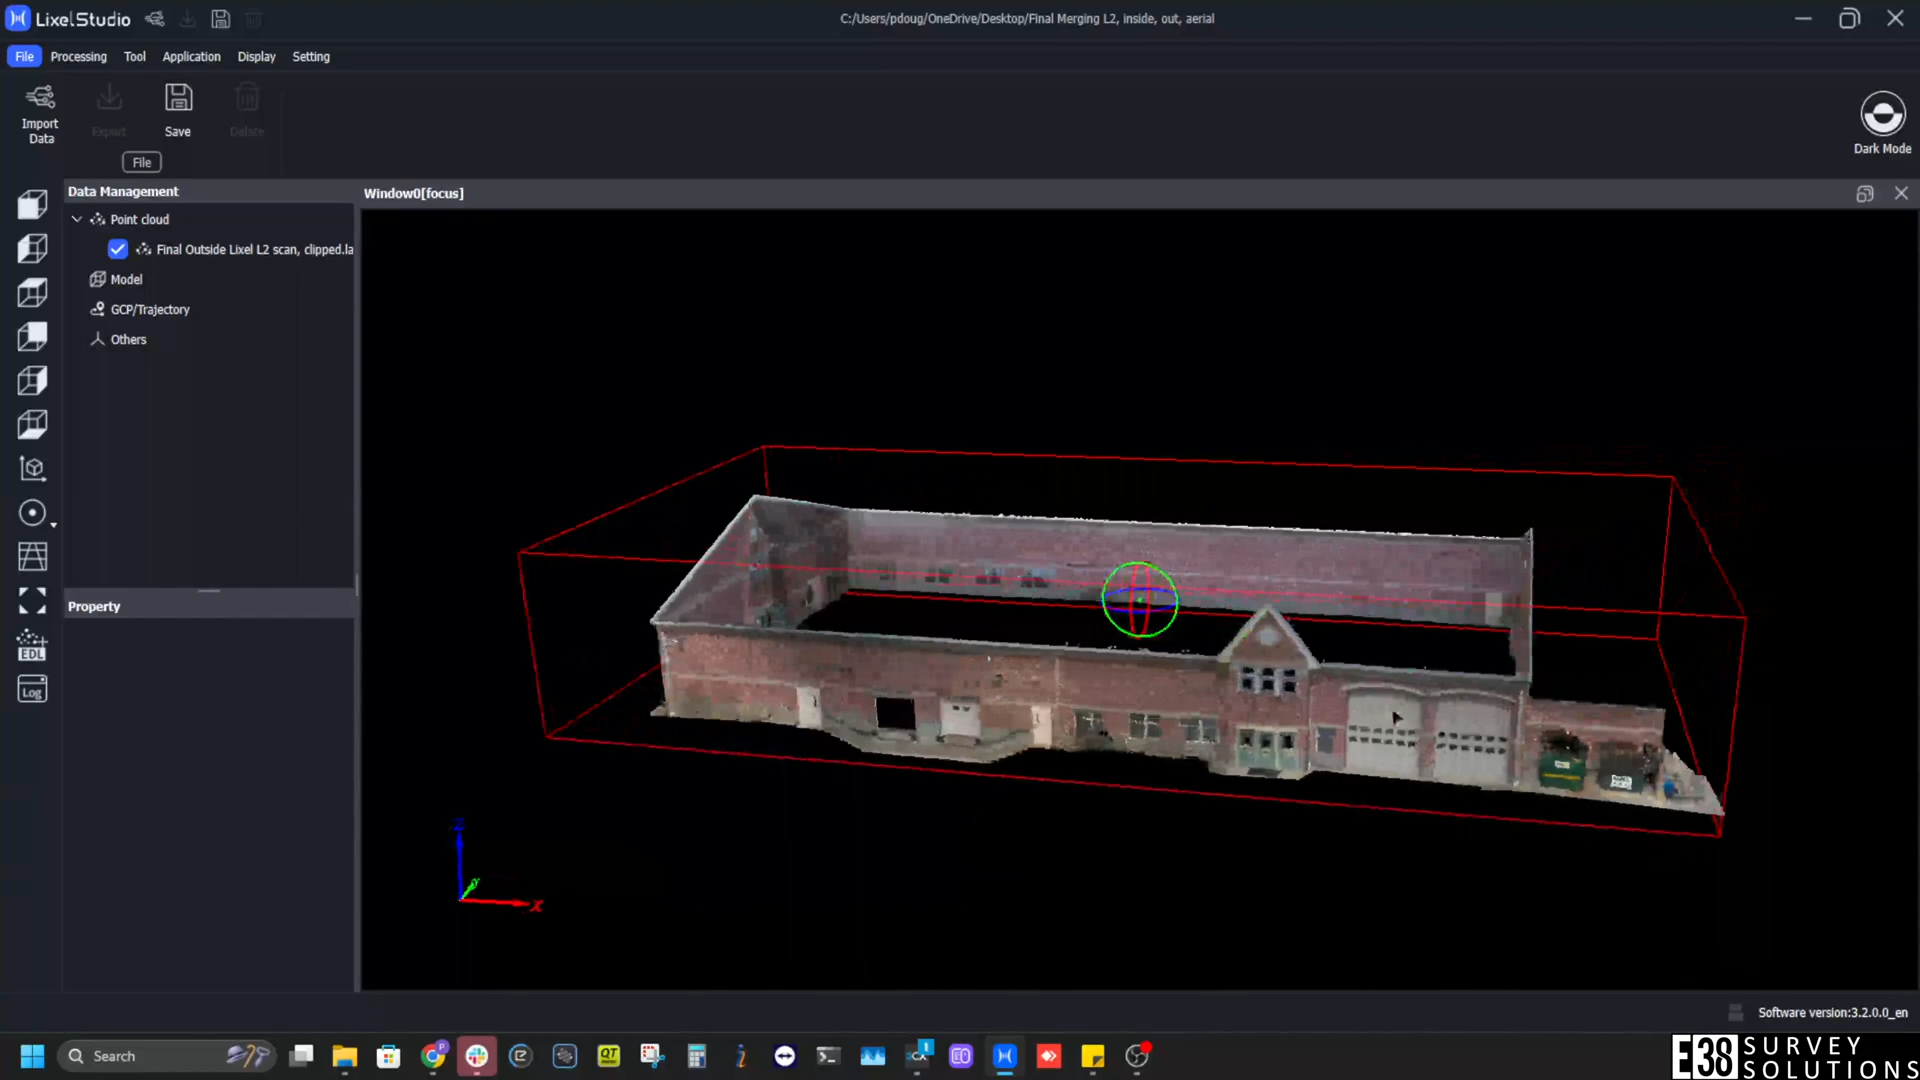 LixelStudio
C:/Users/pdoug/OneDrive/Desktop/Final Merging L2, inside, out, aerial
File Processing Tool Application Display Setting
Import
Data
Export
Save
Delete
File
Dark Mode
Data Management
Window0[focus]
Point cloud
Final Outside Lixel L2 scan, clipped.la
Model
GCP/Trajectory
Others
Property
EDL
Log
Z
X
Software version:3.2.0.0_en
Search
QT
E38 SURVEY
SOLUTIONS